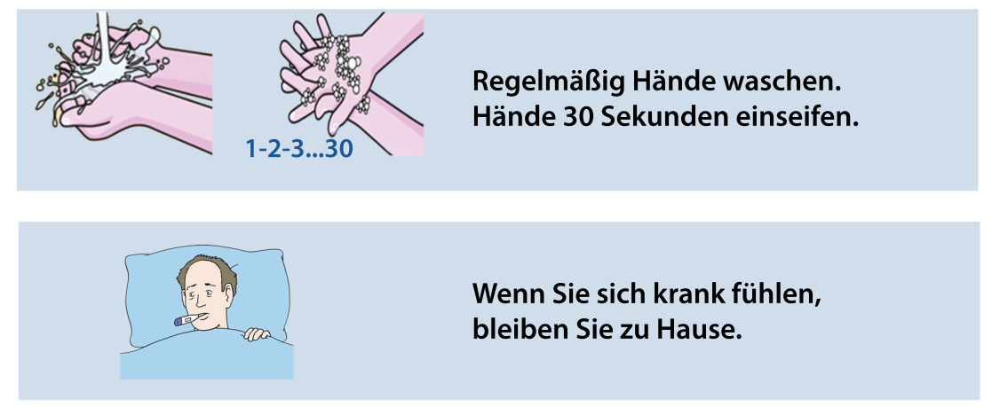 Regelmäßig Hände waschen.
Hände 30 Sekunden einseifen.
1-2-3...30
Wenn Sie sich krank fühlen,
bleiben Sie zu Hause.